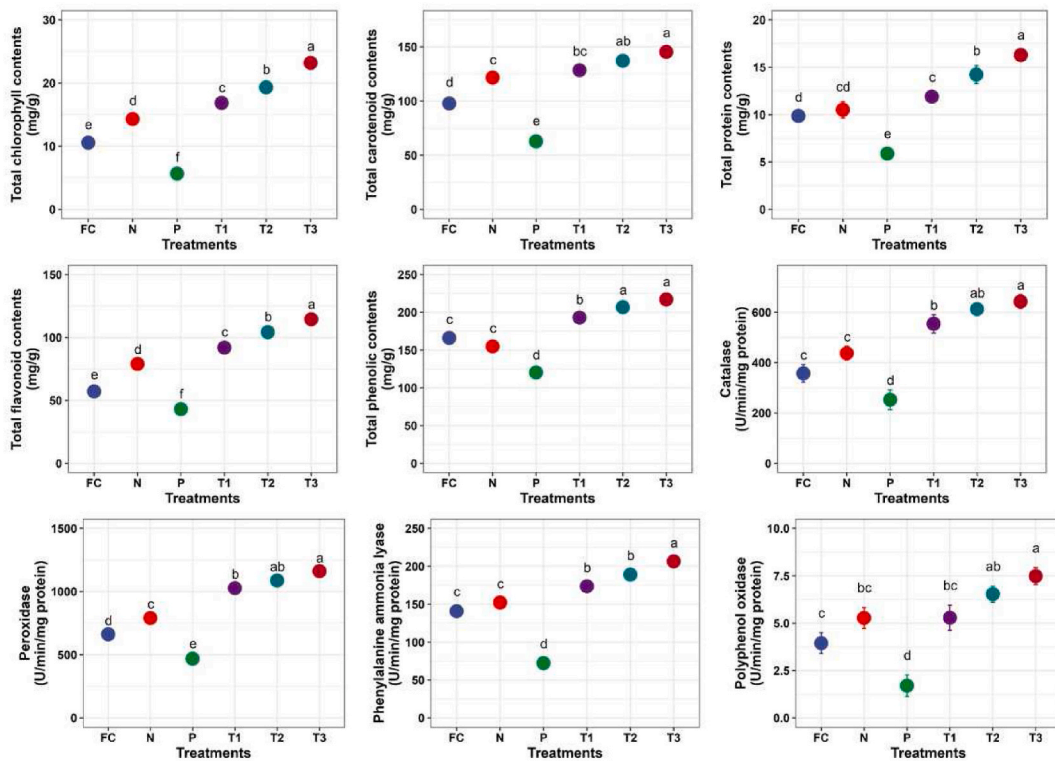 Total chlorophyll contents
(mg/g)
30
20
10
0
e
d
f
c
b
a
FC N P T1 T2 T3
Treatments
Total carotenoid contents
(mg/g)
150
100
50
0
d
c
e
bc
ab
a
FC N P T1 T2 T3
Treatments
Total protein contents
(mg/g)
20
15
10
5
0
d
cd
e
c
b
a
FC N P T1 T2 T3
Treatments
Total flavonoid contents
(mg/g)
150
100
50
0
e
d
f
c
b
a
FC N P T1 T2 T3
Treatments
Total phenolic contents
(mg/g)
250
200
150
100
50
0
c
c
d
b
a
a
FC N P T1 T2 T3
Treatments
Catalase
(U/min/mg protein)
600
400
200
0
c
c
d
b
ab
a
FC N P T1 T2 T3
Treatments
Peroxidase
(U/min/mg protein)
1500
1000
500
0
d
c
e
b
ab
a
FC N P T1 T2 T3
Treatments
Phenylalanine ammonia lyase
(U/min/mg protein)
250
200
150
100
50
0
c
c
d
b
b
a
FC N P T1 T2 T3
Treatments
Polyphenol oxidase
(U/min/mg protein)
10.0
7.5
5.0
2.5
0.0
c
bc
d
bc
ab
a
FC N P T1 T2 T3
Treatments